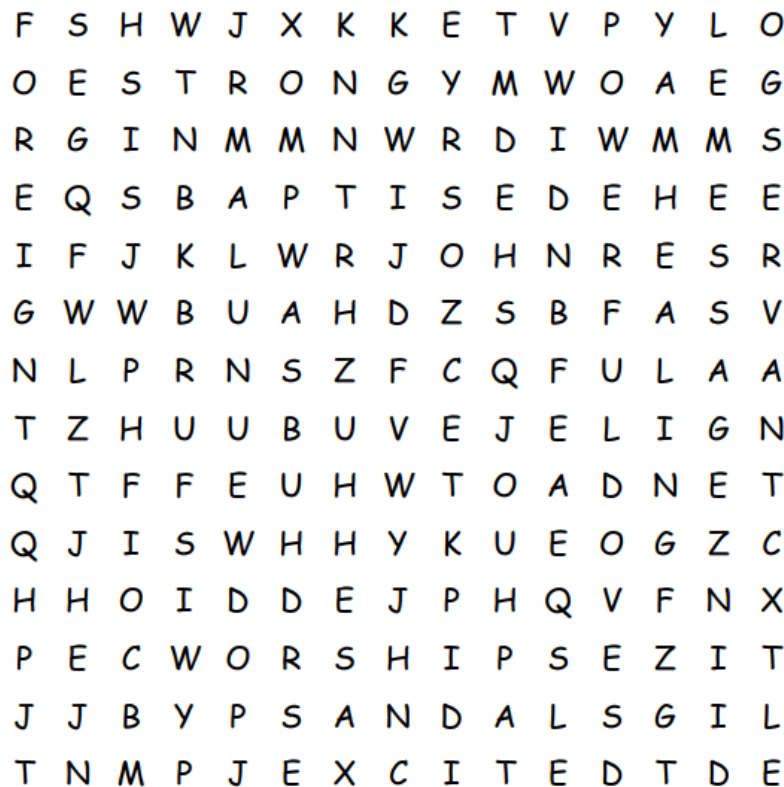 F S H W J X K K E T V P Y L O
O E S T R O N G Y M W O A E G
R G I N M M N W R D I W M M S
E Q S B A P T I S E D E H E E
I F J K L W R J O H N R E S R
G W W B U A H D Z S B F A S V
N L P R N S Z F C Q F U L A A
T Z H U U B U V E J E L I G N
Q T F F E U H W T O A D N E T
Q J I S W H H Y K U E O G Z C
H H O I D D E J P H Q V F N X
P E C W O R S H I P S E Z I T
J J B Y P S A N D A L S G I L
T N M P J E X C I T E D T D E